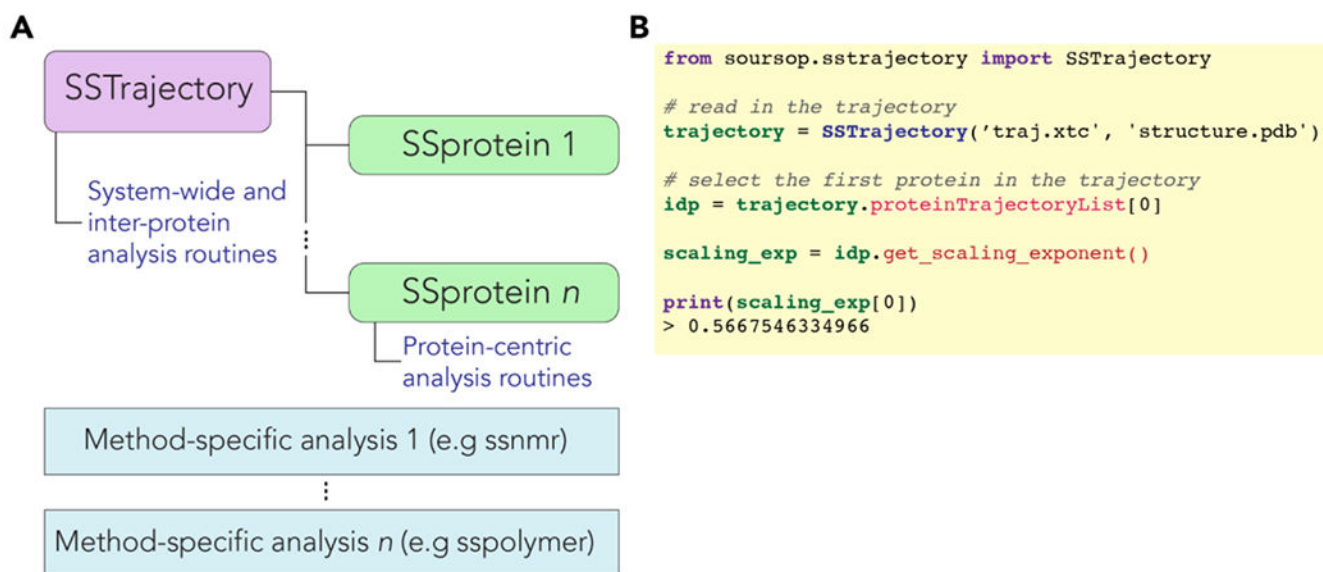 A
SSTrajectory
SSprotein 1
System-wide and
inter-protein
analysis routines
SSprotein n
Protein-centric
analysis routines
Method-specific analysis 1 (e.g ssnmr)
Method-specific analysis n (e.g sspolymer)
B
from soursop.sstrajectory import SSTrajectory
# read in the trajectory
trajectory = SSTrajectory(’traj.xtc', 'structure.pdb')
# select the first protein in the trajectory
idp = trajectory.proteinTrajectoryList[0]
scaling_exp = idp.get_scaling_exponent()
print(scaling_exp[0])
> 0.5667546334966